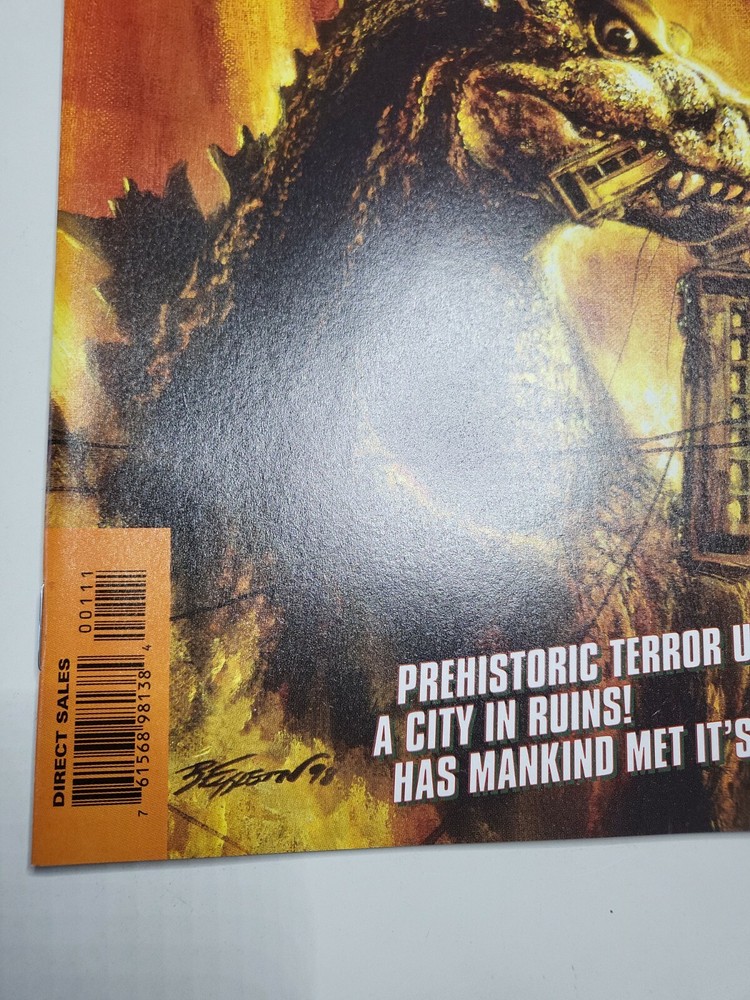 PREHISTORIC TERROR U
A CITY IN RUINS!
HAS MANKIND MET IT'S
DIRECT SALES
00111
7 61568 98138 4